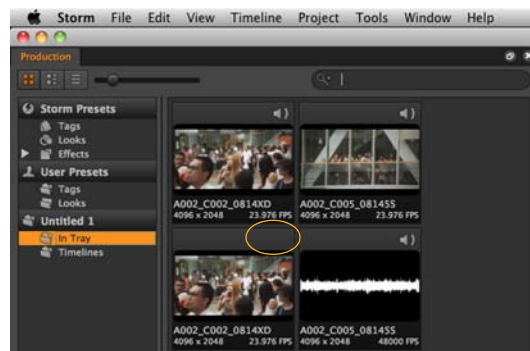 Storm File Edit View Timeline Project Tools Window Help
Production
Storm Presets
Tags
Looks
Effects
User Presets
Tags
Looks
Untitled 1
In Tray
Timelines
A002_C002_0814XD
4096 x 2048 23.976 FPS
A002_C005_08145S
4096 x 2048 23.976 FPS
A002_C002_0814XD
4096 x 2048 23.976 FPS
A002_C005_08145S
4096 x 2048 48000 FPS